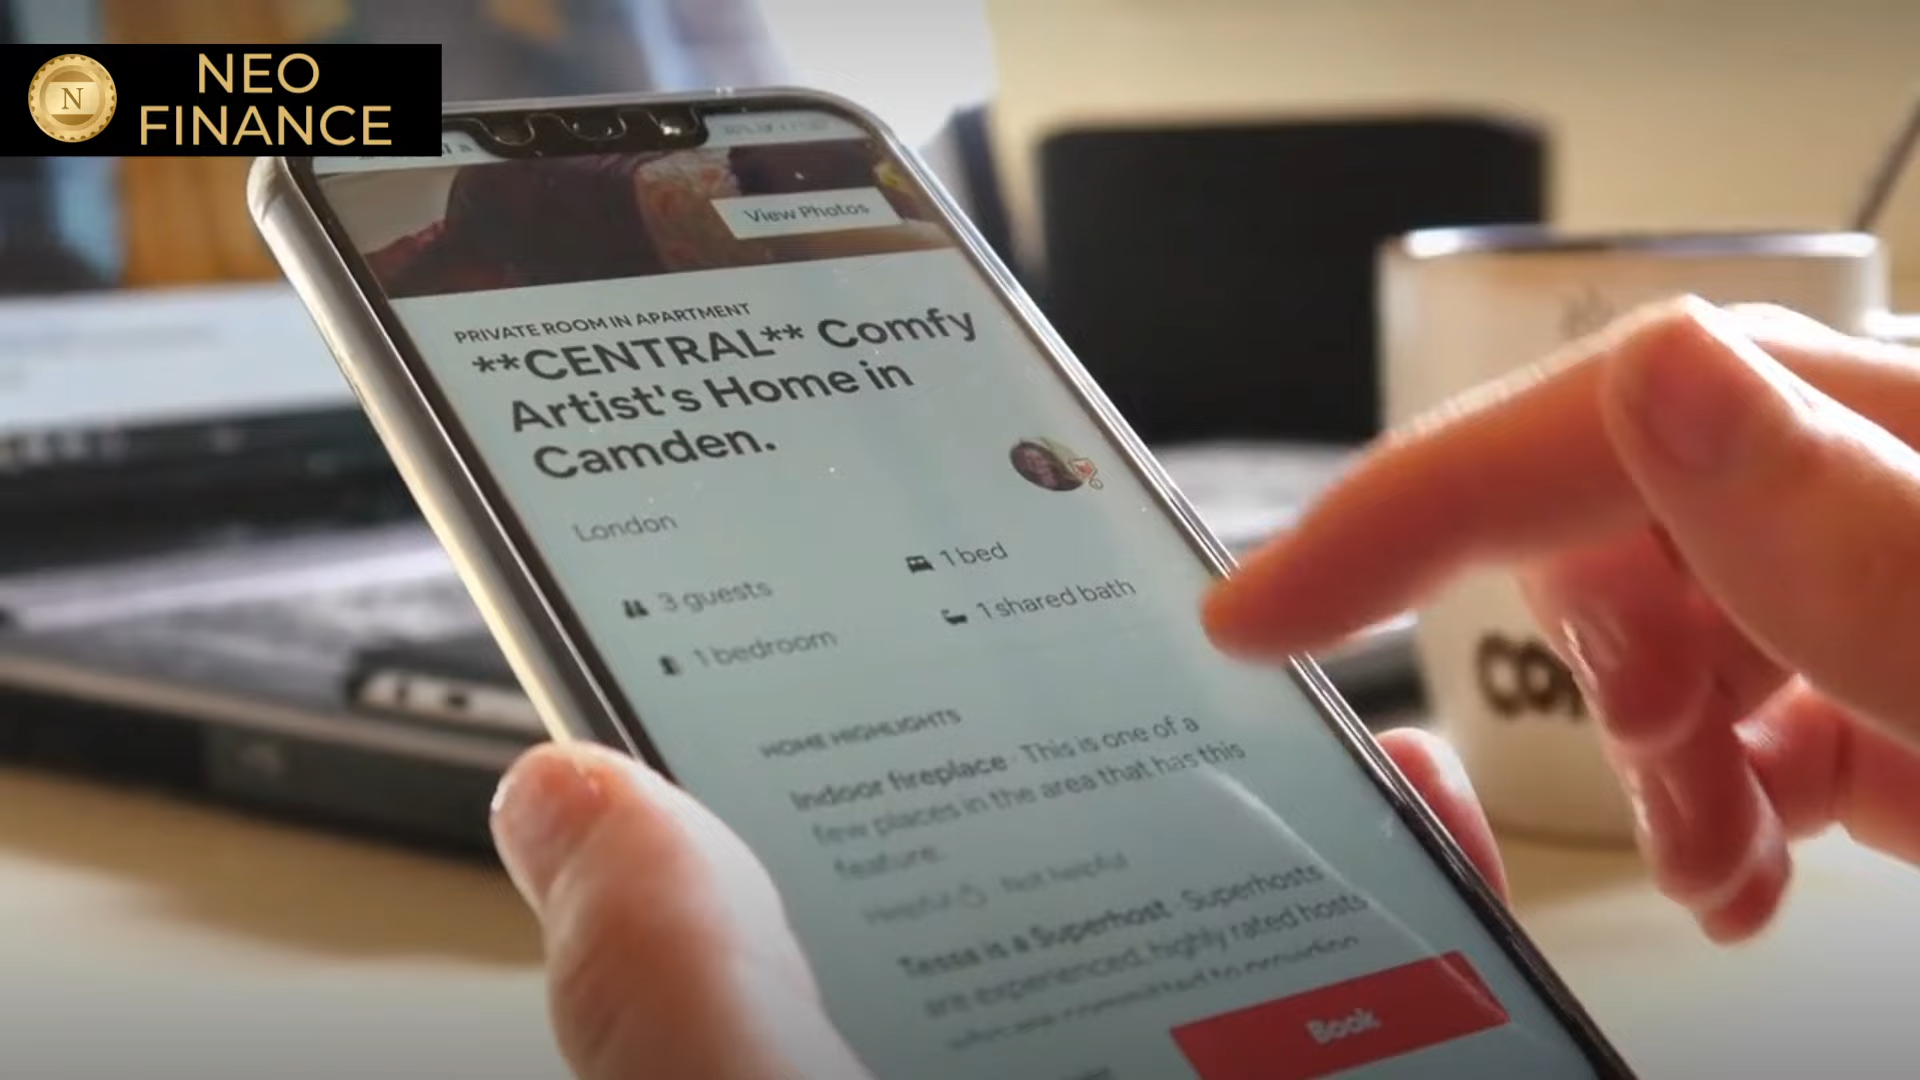 N
NEO
FINANCE
View Photos
PRIVATE ROOM IN APARTMENT
**CENTRAL** Comfy
Artist's Home in
Camden.
London
3 guests
1 bed
1 bedroom
1 shared bath
HOME HIGHLIGHTS
Indoor fireplace · This is one of a
few places in the area that has this
feature.
Helpful · Not helpful
Tessa is a Superhost · Superhosts
are experienced, highly rated hosts
Book